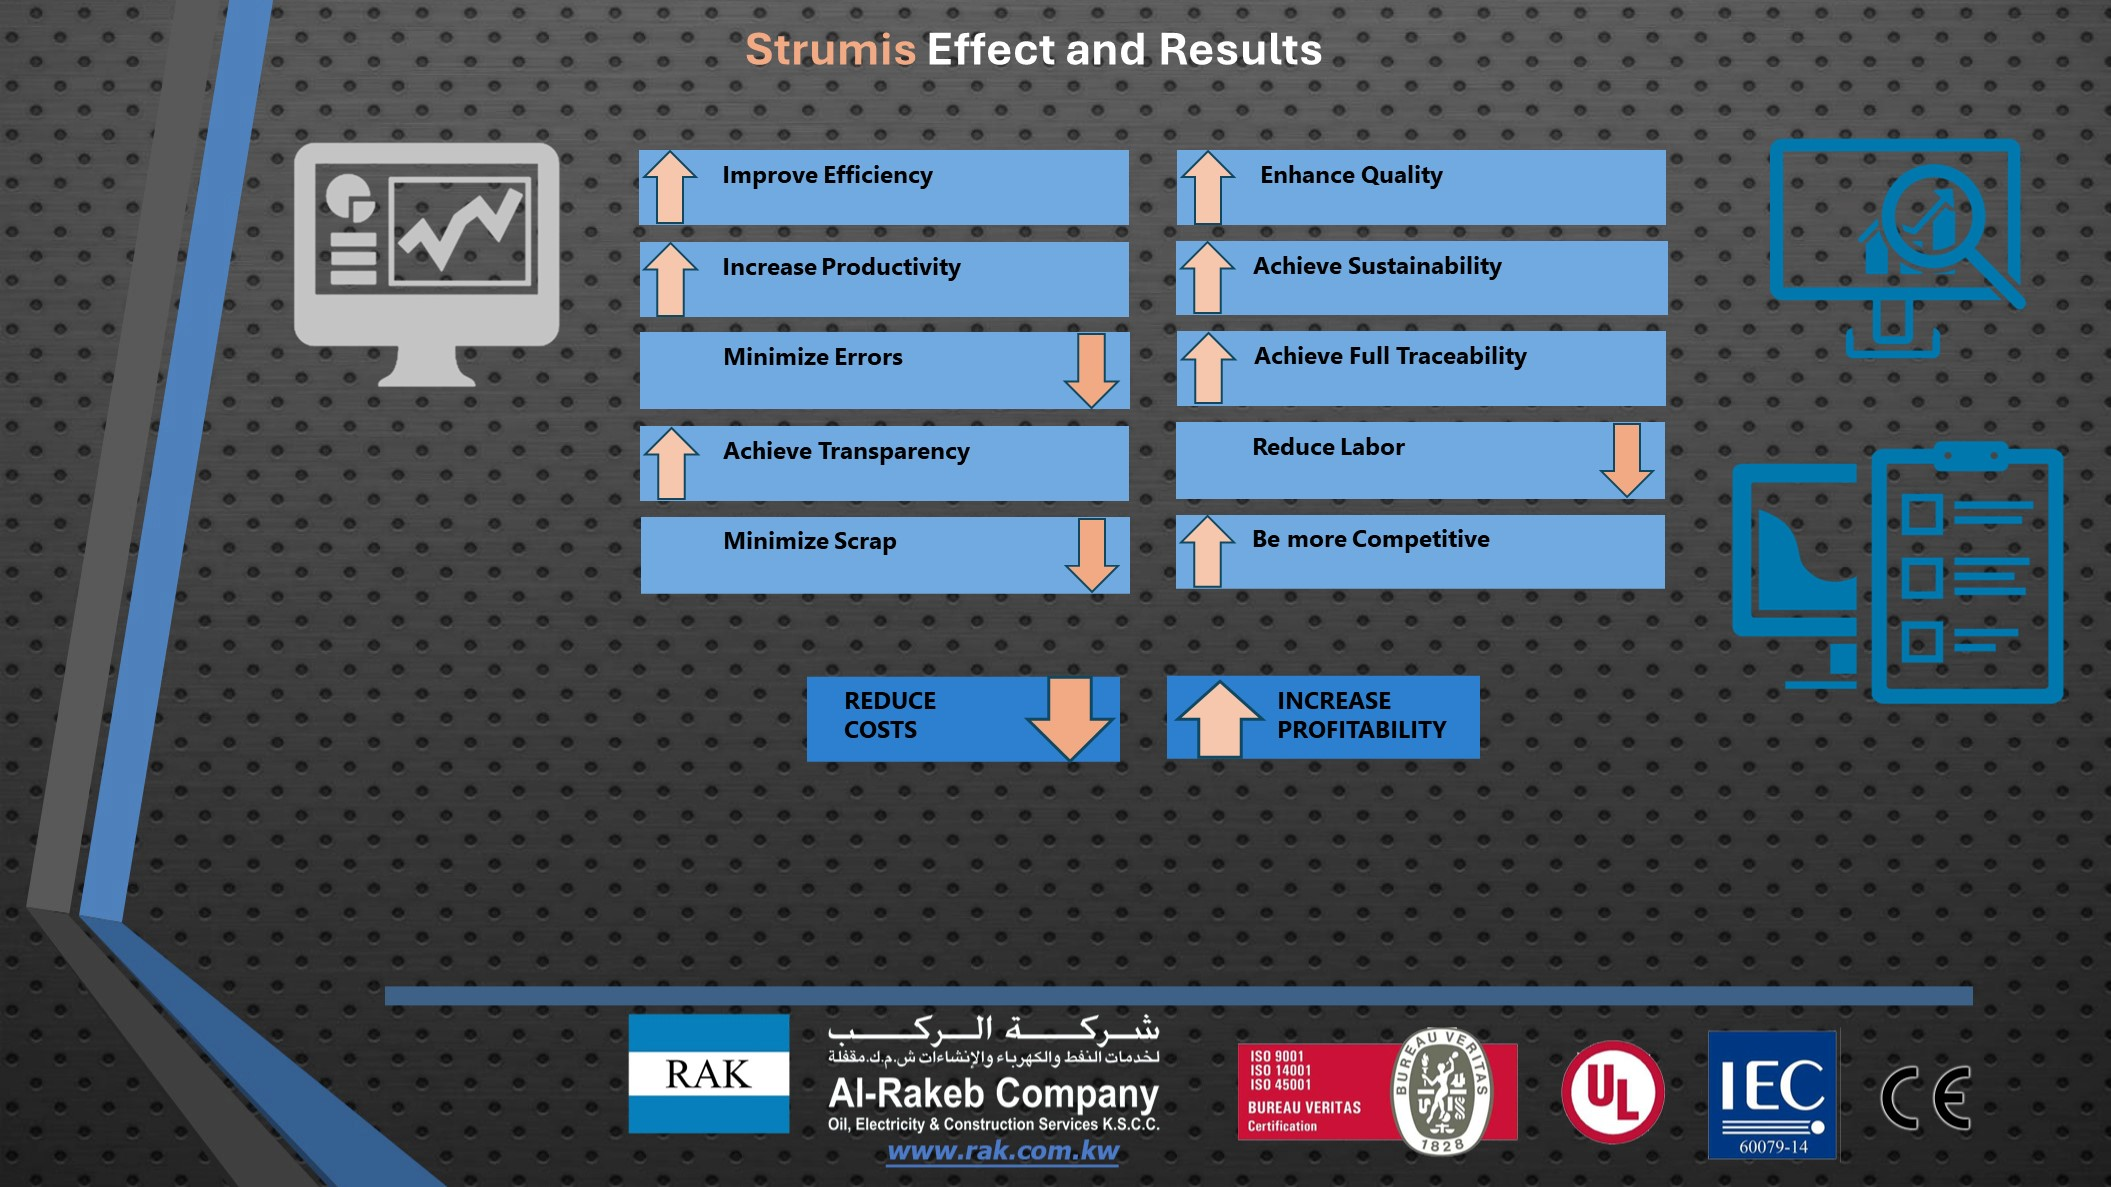 Strumis Effect and Results
Improve Efficiency
Increase Productivity
Minimize Errors
Achieve Transparency
Minimize Scrap
Enhance Quality
Achieve Sustainability
Achieve Full Traceability
Reduce Labor
Be more Competitive
REDUCE
COSTS
INCREASE
PROFITABILITY
RAK
شركة الركب
لخدمات النفط والكهرباء والإنشاءات ش.م.ك.مقفلة
Al-Rakeb Company
Oil, Electricity & Construction Services K.S.C.C.
www.rak.com.kw
ISO 9001
ISO 14001
ISO 45001
BUREAU VERITAS
Certification
BUREAU VERITAS
1828
UL
IEC
60079-14
CE